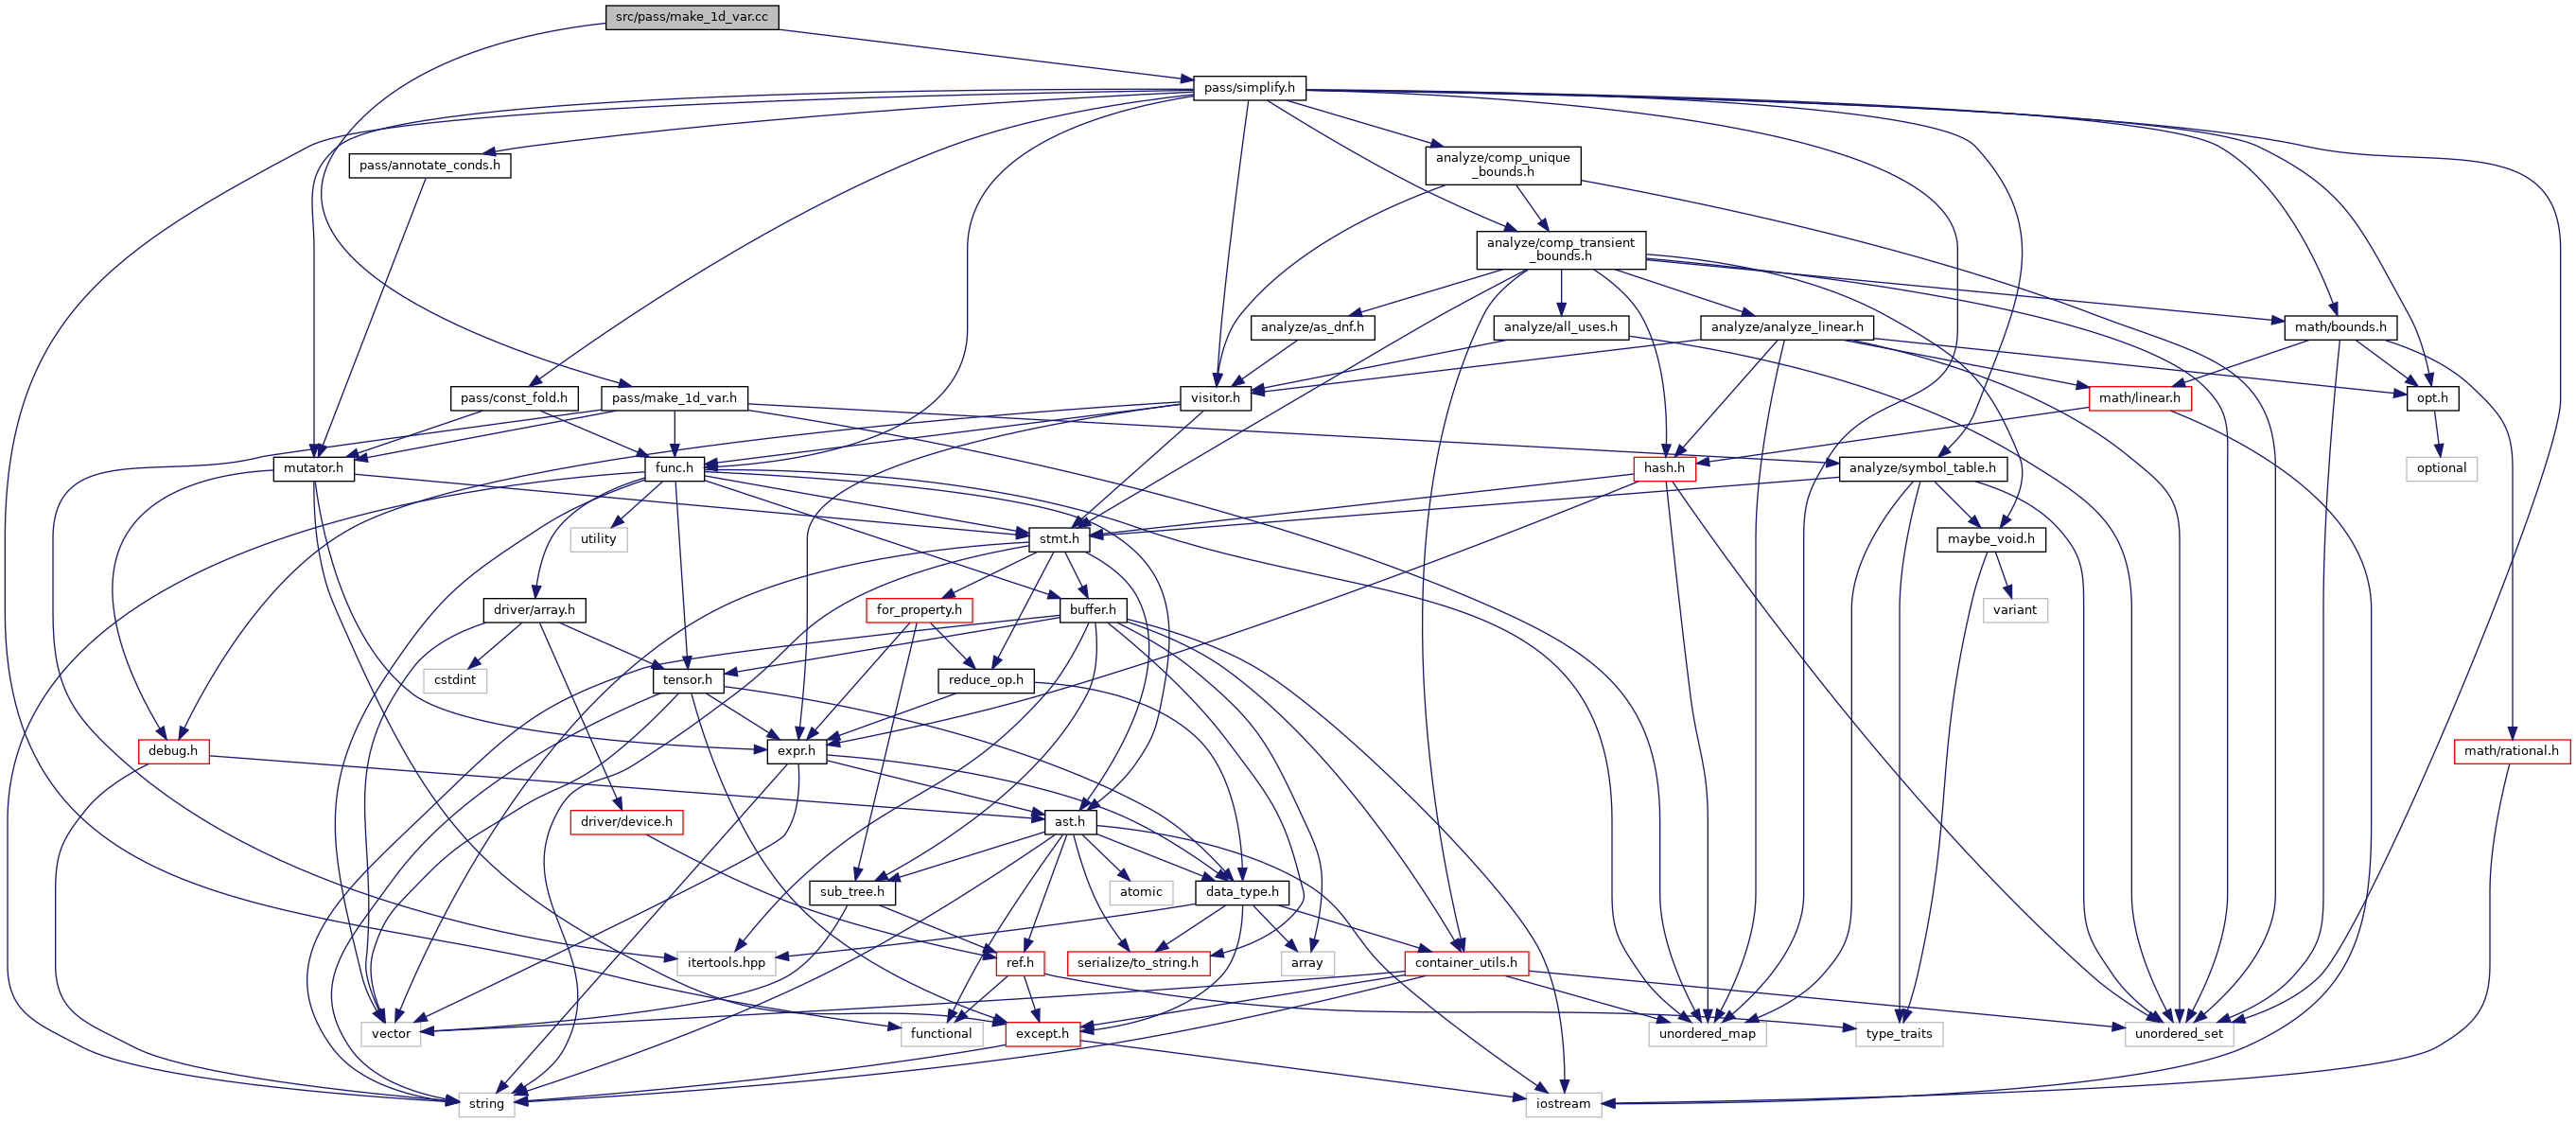 src/pass/make_1d_var.cc
pass/simplify.h
pass/annotate_conds.h
analyze/comp_unique
_bounds.h
analyze/comp_transient
_bounds.h
analyze/as_dnf.h
analyze/all_uses.h
analyze/analyze_linear.h
math/bounds.h
pass/const_fold.h
pass/make_1d_var.h
visitor.h
math/linear.h
opt.h
mutator.h
func.h
hash.h
analyze/symbol_table.h
optional
utility
stmt.h
maybe_void.h
driver/array.h
for_property.h
buffer.h
variant
cstdint
tensor.h
reduce_op.h
debug.h
expr.h
math/rational.h
driver/device.h
ast.h
sub_tree.h
atomic
data_type.h
itertools.hpp
ref.h
serialize/to_string.h
array
container_utils.h
vector
functional
except.h
unordered_map
type_traits
unordered_set
string
iostream